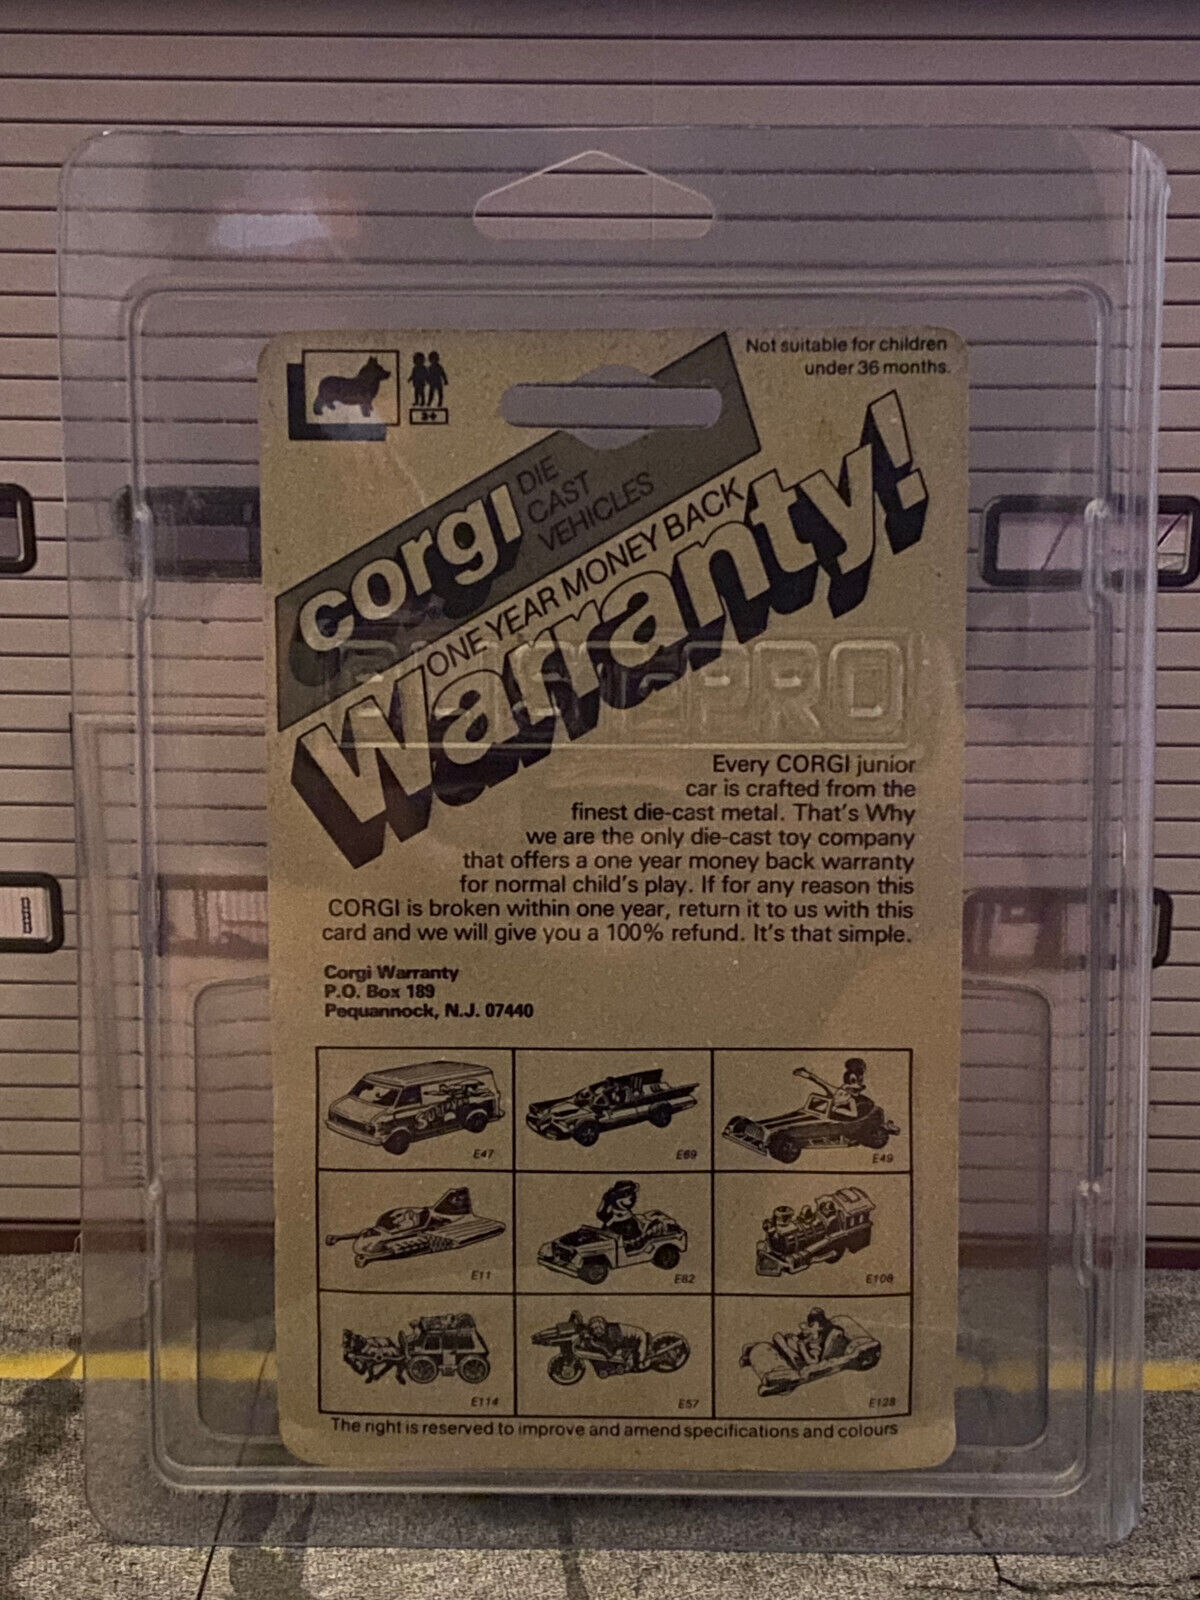 Not suitable for children
under 36 months.
3+
corgi
DIE
CAST
VEHICLES
ONE YEAR MONEY BACK
Warranty!
PRO
Every CORGI junior
car is crafted from the
finest die-cast metal. That's Why
we are the only die-cast toy company
that offers a one year money back warranty
for normal child's play. If for any reason this
CORGI is broken within one year, return it to us with this
card and we will give you a 100% refund. It's that simple.
Corgi Warranty
P.O. Box 189
Pequannock, N.J. 07440
E47
E69
E49
E11
E82
E108
E114
E57
E128
The right is reserved to improve and amend specifications and colours